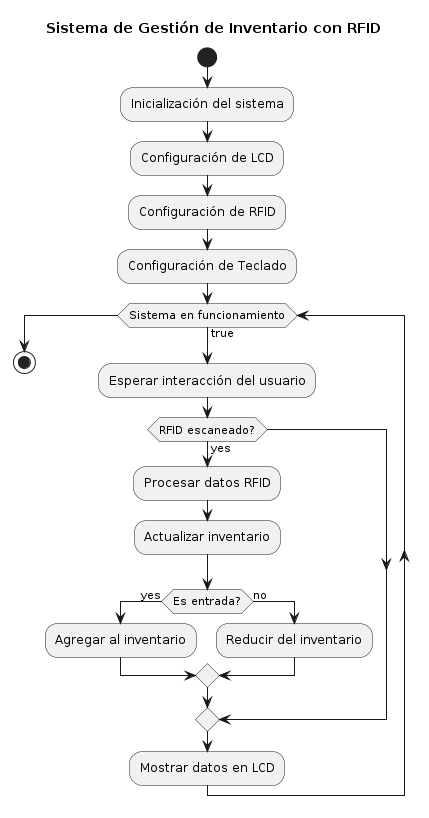 Sistema de Gestión de Inventario con RFID
Inicialización del sistema
Configuración de LCD
Configuración de RFID
Configuración de Teclado
Sistema en funcionamiento
true
Esperar interacción del usuario
RFID escaneado?
yes
Procesar datos RFID
Actualizar inventario
yes
Es entrada?
no
Agregar al inventario
Reducir del inventario
Mostrar datos en LCD